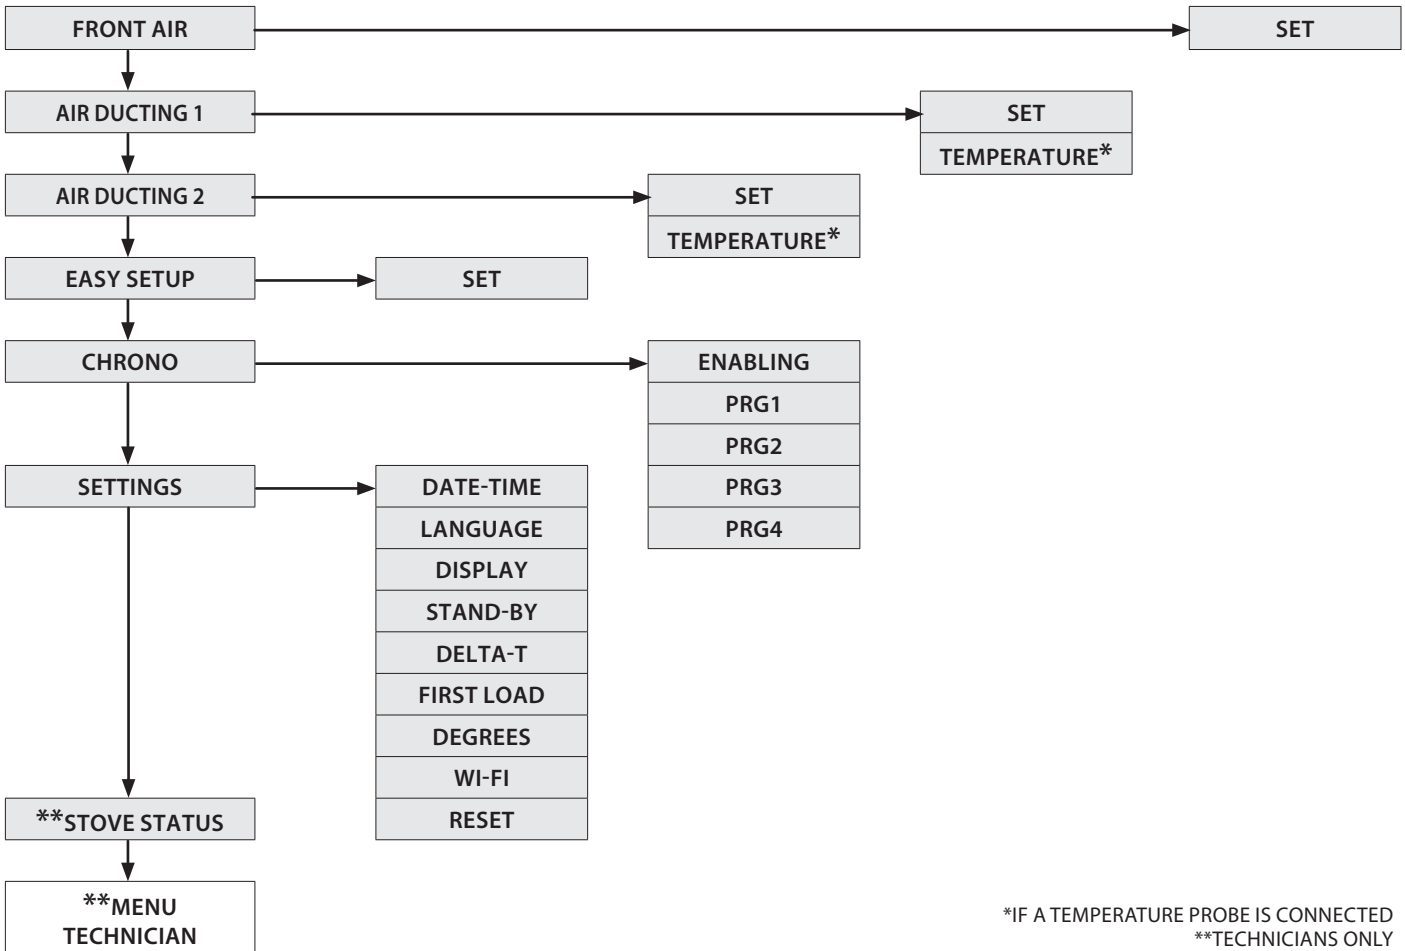 FRONT AIR
SET
AIR DUCTING 1
SET
TEMPERATURE*
AIR DUCTING 2
SET
TEMPERATURE*
EASY SETUP
SET
CHRONO
ENABLING
PRG1
PRG2
PRG3
PRG4
SETTINGS
DATE-TIME
LANGUAGE
DISPLAY
STAND-BY
DELTA-T
FIRST LOAD
DEGREES
WI-FI
RESET
**STOVE STATUS
**MENU
TECHNICIAN
*IF A TEMPERATURE PROBE IS CONNECTED
**TECHNICIANS ONLY